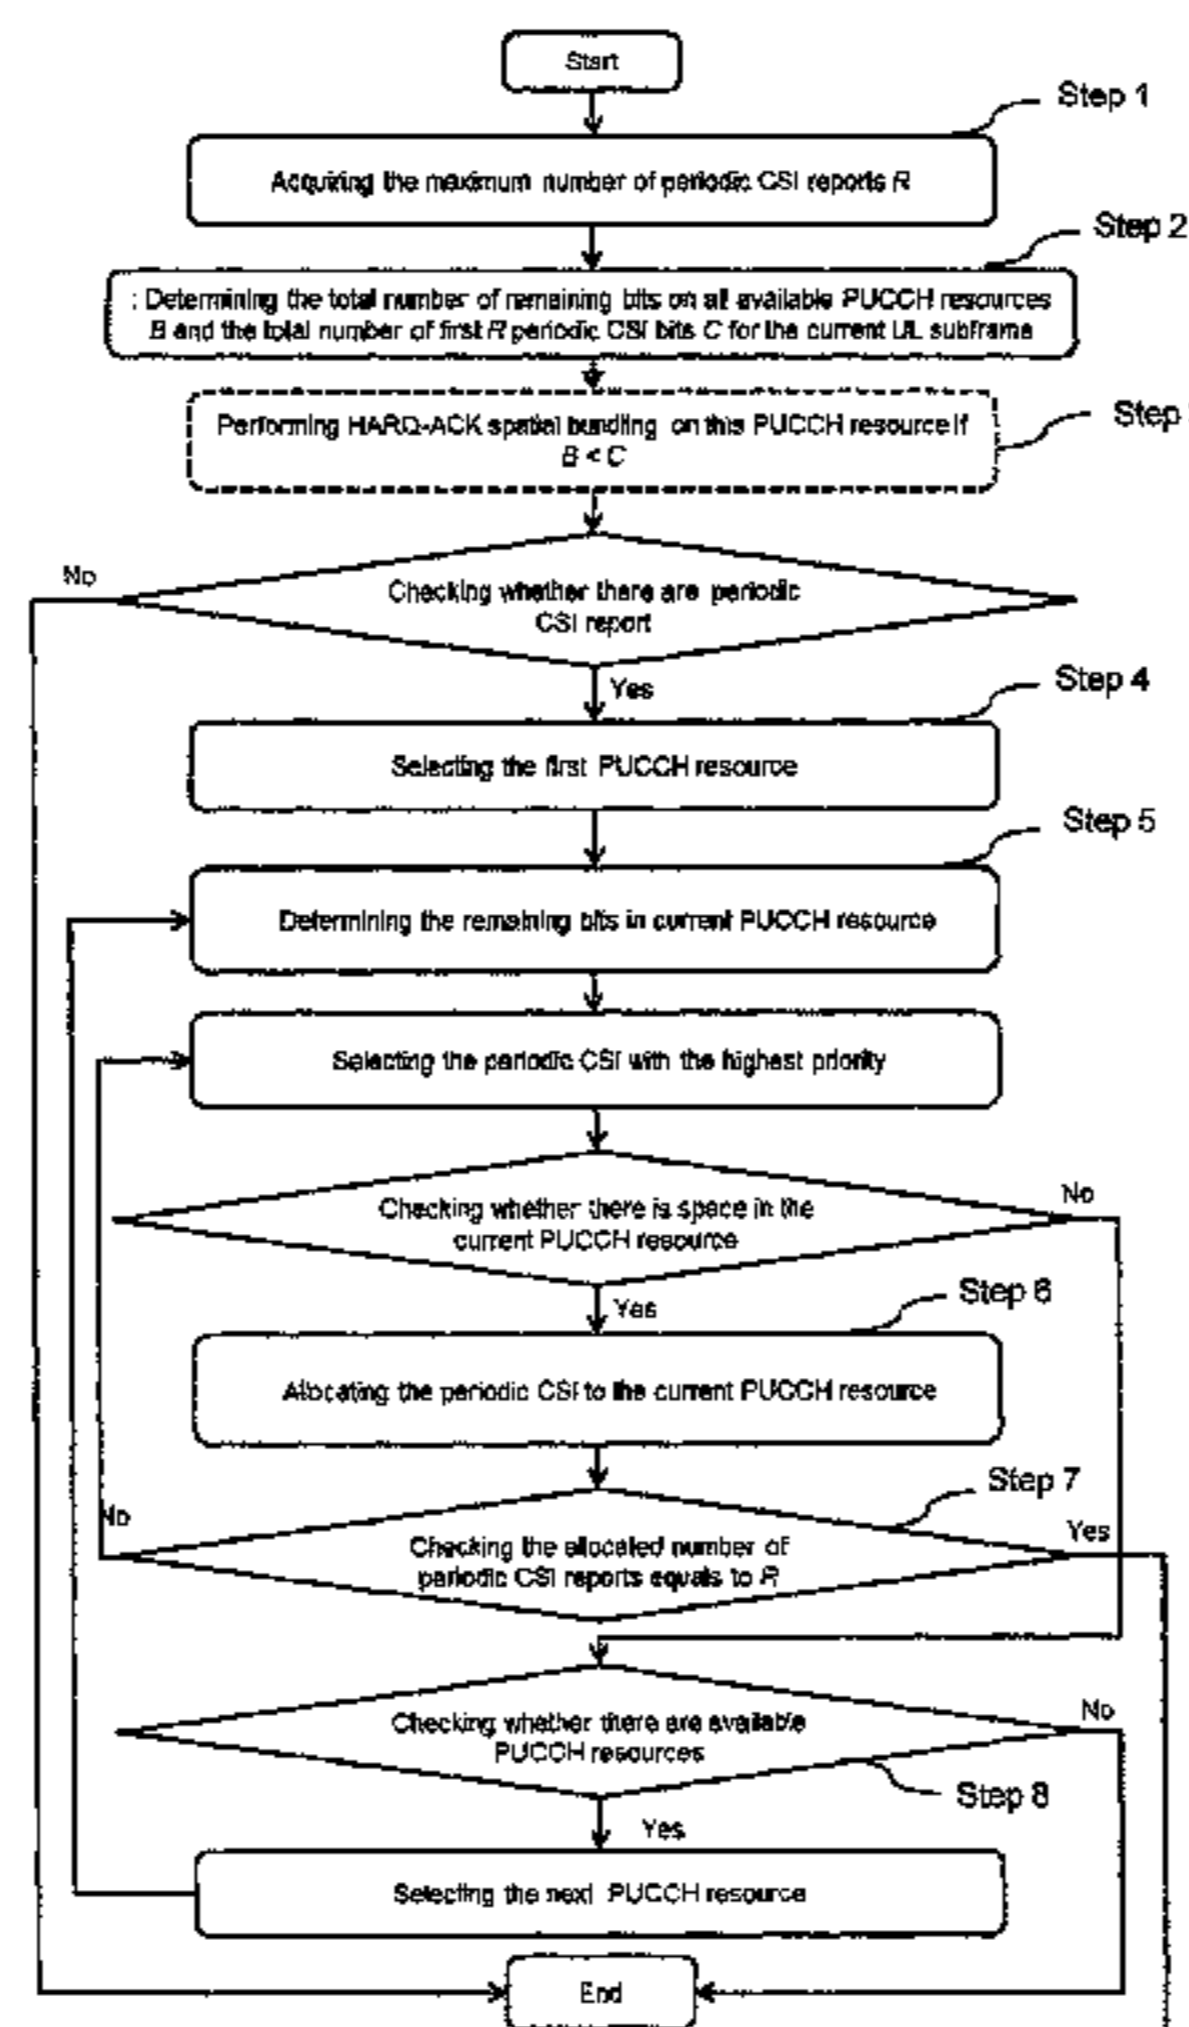 Start
Step 1
Acquiring the maximum number of periodic CSI reports R
Step 2
: Determining the total number of remaining bits on all available PUCCH resources
B and the total number of first R periodic CSI bits C for the current UL subframe
Performing HARQ-ACK spatial bundling on this PUCCH resource if
B < C
Step
No
Checking whether there are periodic
CSI report
Yes
Step 4
Selecting the first PUCCH resource
Step 5
Determining the remaining bits in current PUCCH resource
Selecting the periodic CSI with the highest priority
Checking whether there is space in the
current PUCCH resource
No
Yes
Step 6
Allocating the periodic CSI to the current PUCCH resource
Step 7
No
Yes
Checking the allocated number of
periodic CSI reports equals to R
Checking whether there are available
PUCCH resources
No
Step 8
Yes
Selecting the next PUCCH resource
End